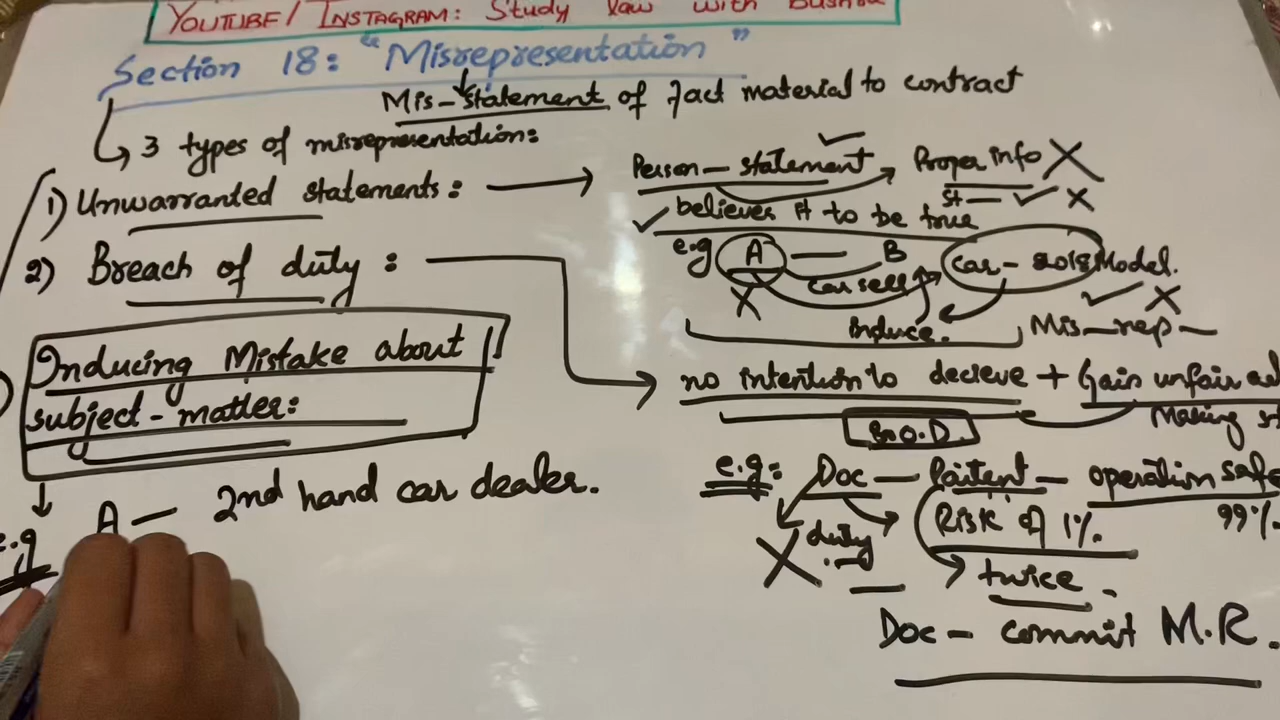 YOUTUBE/ INSTAGRAM: Study law with
Section 18: "Misrepresentation"
Mis-statement of fact material to contract
3 types of misrepresentation:
1) Unwarranted statements:
Person - statement
Proper info
believes it to be true
e.g A - B
car sell
Car - 2018 Model.
induce.
Mis-rep -
2) Breach of duty:
no intention to decieve + Gain unfair
Making
B.O.D.
e.g: Doc - Paitent - operation safe
Risk of 1%.
99%.
duty
twice.
Doc - commit M.R.
Inducing Mistake about
subject-matter:
e.g A - 2nd hand car dealer.